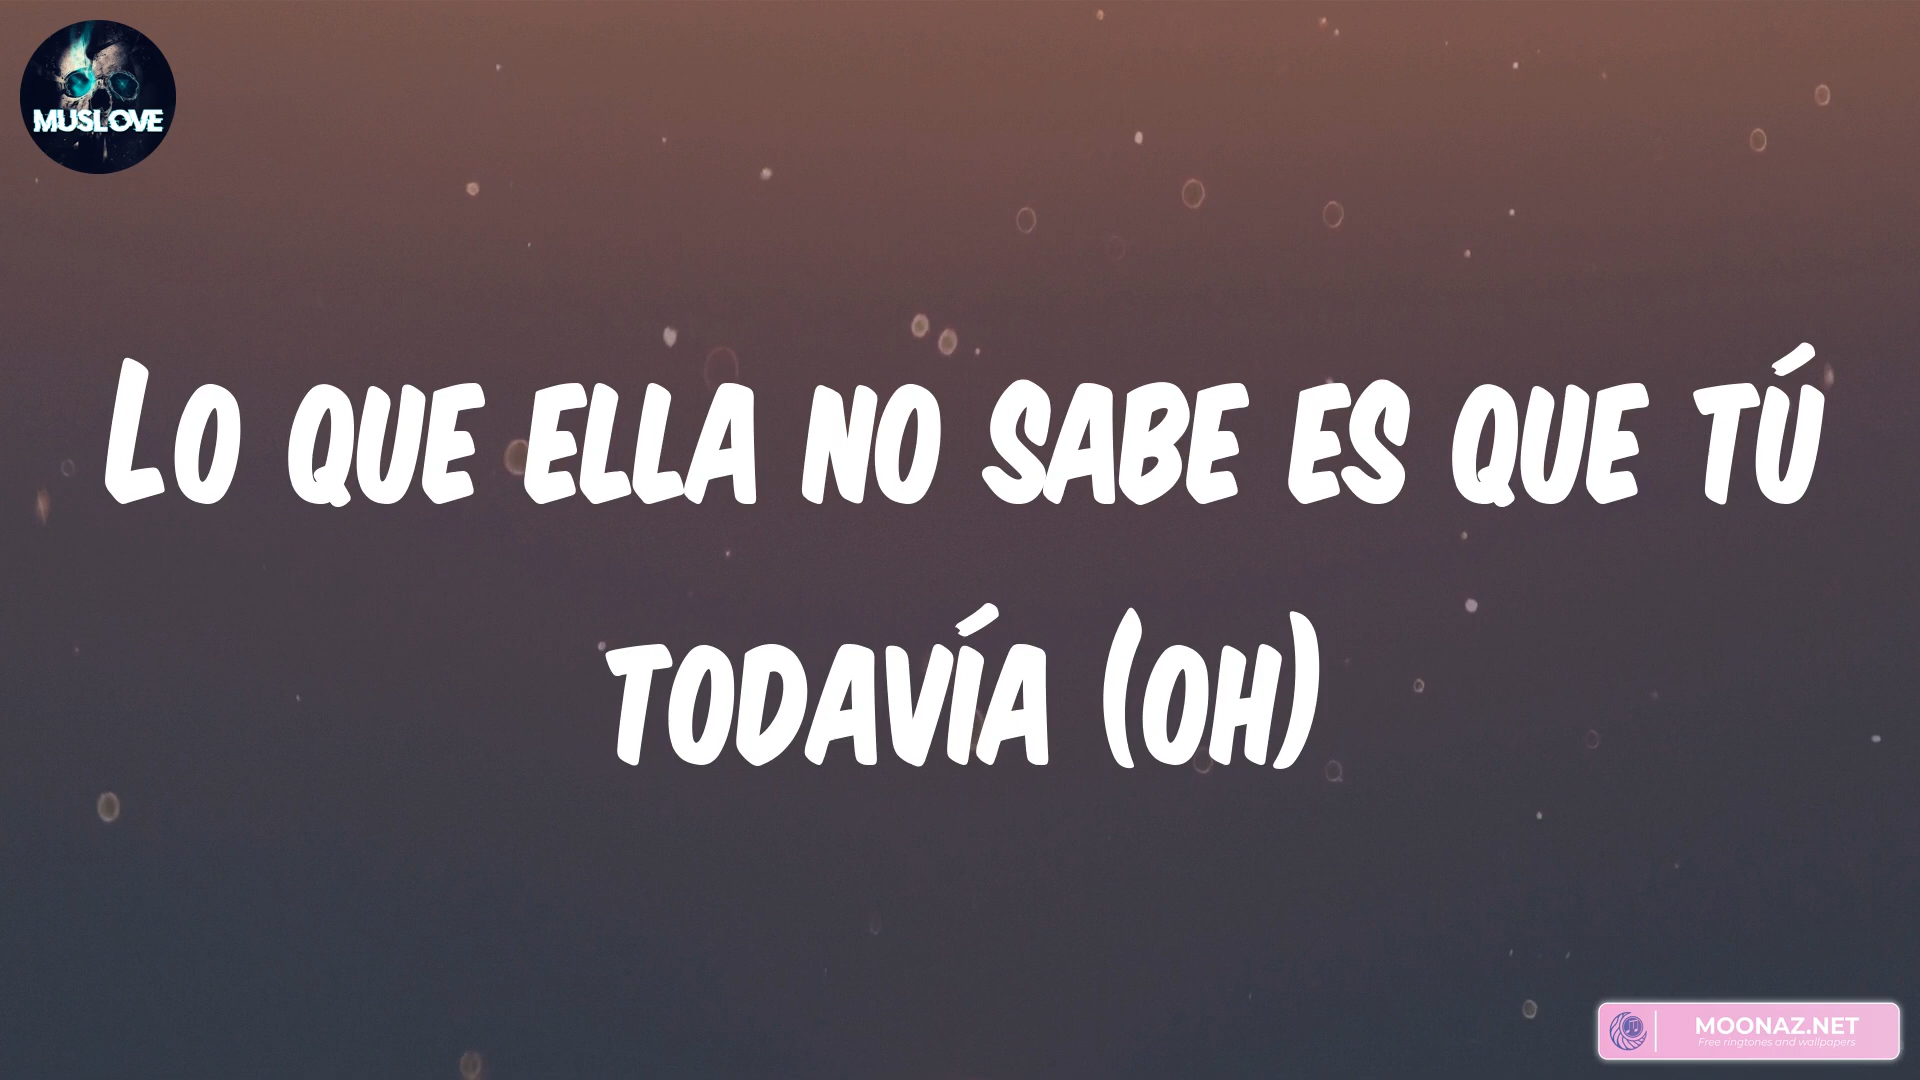 MUSLOVE
Lo que ella no sabe es que tú
todavía (oh)
MOONAZ.NET
Free ringtones and wallpapers